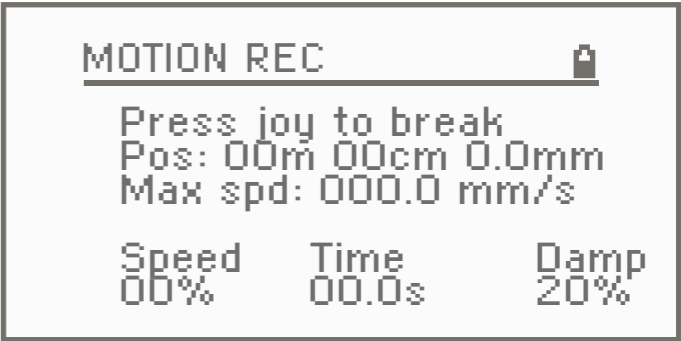 MOTION REC
Press joy to break
Pos: 00m 00cm 0.0mm
Max spd: 000.0 mm/s
Speed Time Damp
00% 00.0s 20%